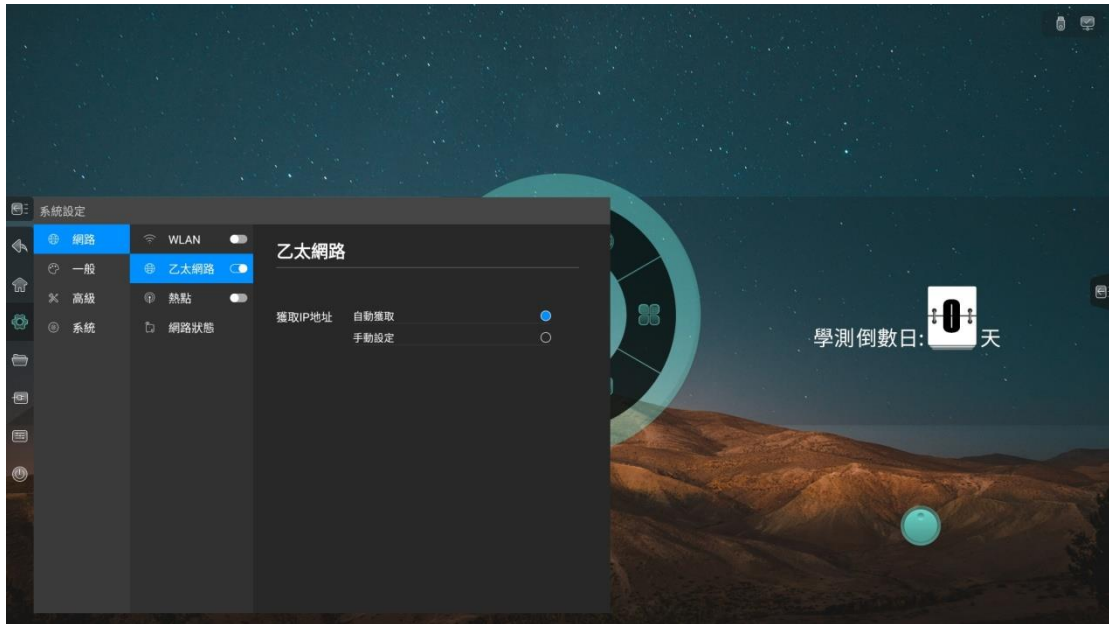 系統設定
網路
一般
高級
系統
WLAN
乙太網路
熱點
網路狀態
乙太網路
獲取IP地址 自動獲取
手動設定
學測倒數日: 0 天